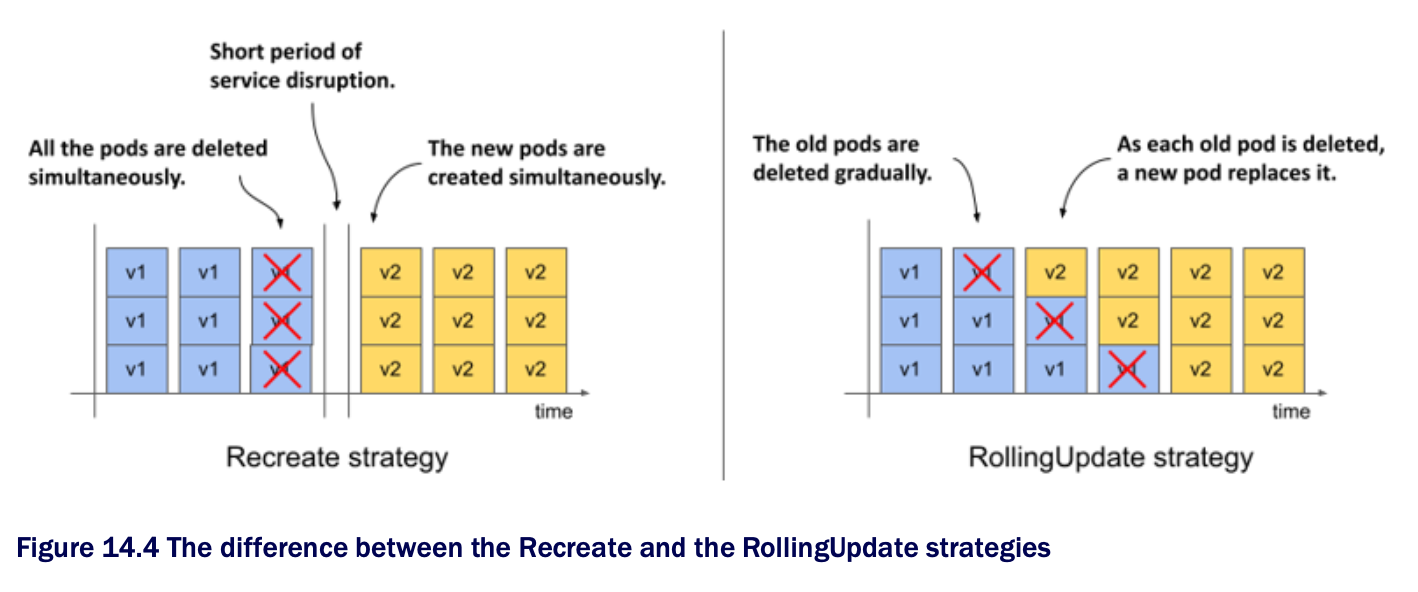 Short period of
service disruption.
All the pods are deleted
simultaneously.
The new pods are
created simultaneously.
v1 v1 v1 v2 v2 v2
v1 v1 v1 v2 v2 v2
v1 v1 v1 v2 v2 v2
time
Recreate strategy
The old pods are
deleted gradually.
As each old pod is deleted,
a new pod replaces it.
v1 v1 v2 v2 v2 v2
v1 v1 v1 v2 v2 v2
v1 v1 v1 v1 v2 v2
time
RollingUpdate strategy
Figure 14.4 The difference between the Recreate and the RollingUpdate strategies